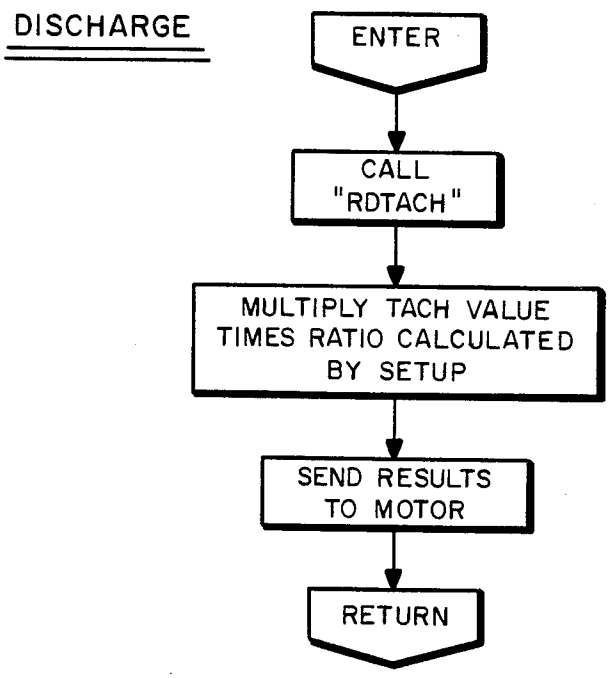 DISCHARGE
ENTER
CALL
"RDTACH"
MULTIPLY TACH VALUE
TIMES RATIO CALCULATED
BY SETUP
SEND RESULTS
TO MOTOR
RETURN